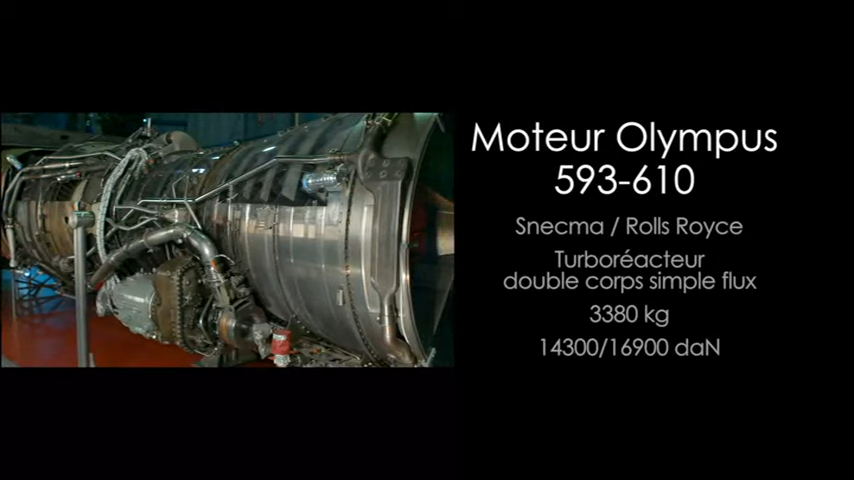 Moteur Olympus
593-610
Snecma / Rolls Royce
Turboréacteur
double corps simple flux
3380 kg
14300/16900 daN